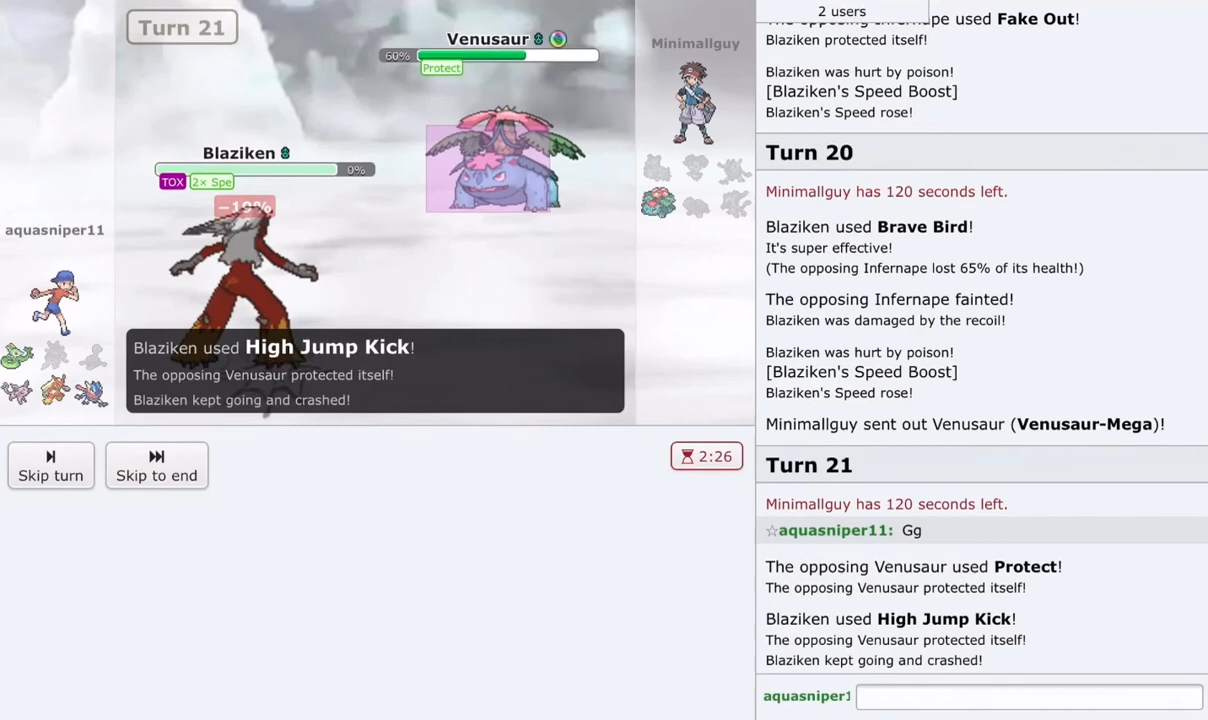 Turn 21
Venusaur
60%
Protect
Blaziken
0%
TOX
2× Spe
aquasniper11
Minimallguy
Blaziken used High Jump Kick!
The opposing Venusaur protected itself!
Blaziken kept going and crashed!
Skip turn
Skip to end
2:26
2 users
used Fake Out!
Blaziken protected itself!
Blaziken was hurt by poison!
[Blaziken's Speed Boost]
Blaziken's Speed rose!
Turn 20
Minimallguy has 120 seconds left.
Blaziken used Brave Bird!
It's super effective!
(The opposing Infernape lost 65% of its health!)
The opposing Infernape fainted!
Blaziken was damaged by the recoil!
Blaziken was hurt by poison!
[Blaziken's Speed Boost]
Blaziken's Speed rose!
Minimallguy sent out Venusaur (Venusaur-Mega)!
Turn 21
Minimallguy has 120 seconds left.
☆aquasniper11: Gg
The opposing Venusaur used Protect!
The opposing Venusaur protected itself!
Blaziken used High Jump Kick!
The opposing Venusaur protected itself!
Blaziken kept going and crashed!
aquasniper1